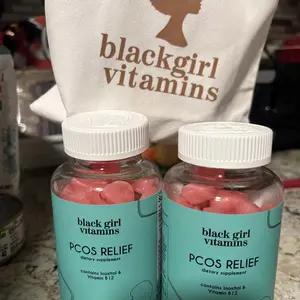 blackgirl
vitamins
black girl
vitamins
PCOS RELIEF
dietary supplement
contains Inositol &
Vitamin B12
black girl
vitamins
PCOS RELIEF
dietary supplement
contains Inositol &
Vitamin B12